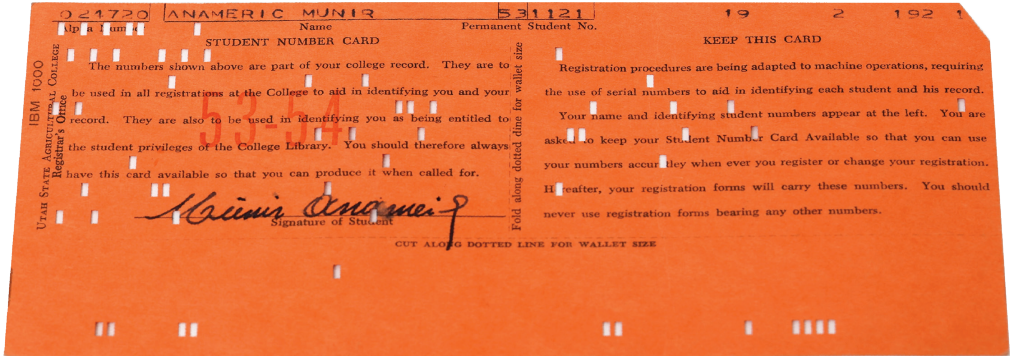 021720 ANAMERIC MUNIR 531121 19 2 192 1
Alpha Number Name Permanent Student No.
STUDENT NUMBER CARD
The numbers shown above are part of your college record. They are to
be used in all registrations at the College to aid in identifying you and your
record. They are also to be used in identifying you as being entitled to
the student privileges of the College Library. You should therefore always
have this card available so that you can produce it when called for.
53-54
Munir Anameriq
Signature of Student
IBM 1000
UTAH STATE AGRICULTURAL COLLEGE
Registrar's Office
Fold along dotted line for wallet size
KEEP THIS CARD
Registration procedures are being adapted to machine operations, requiring
the use of serial numbers to aid in identifying each student and his record.
Your name and identifying student numbers appear at the left. You are
asked to keep your Student Number Card Available so that you can use
your numbers accurately when ever you register or change your registration.
Hereafter, your registration forms will carry these numbers. You should
never use registration forms bearing any other numbers.
CUT ALONG DOTTED LINE FOR WALLET SIZE